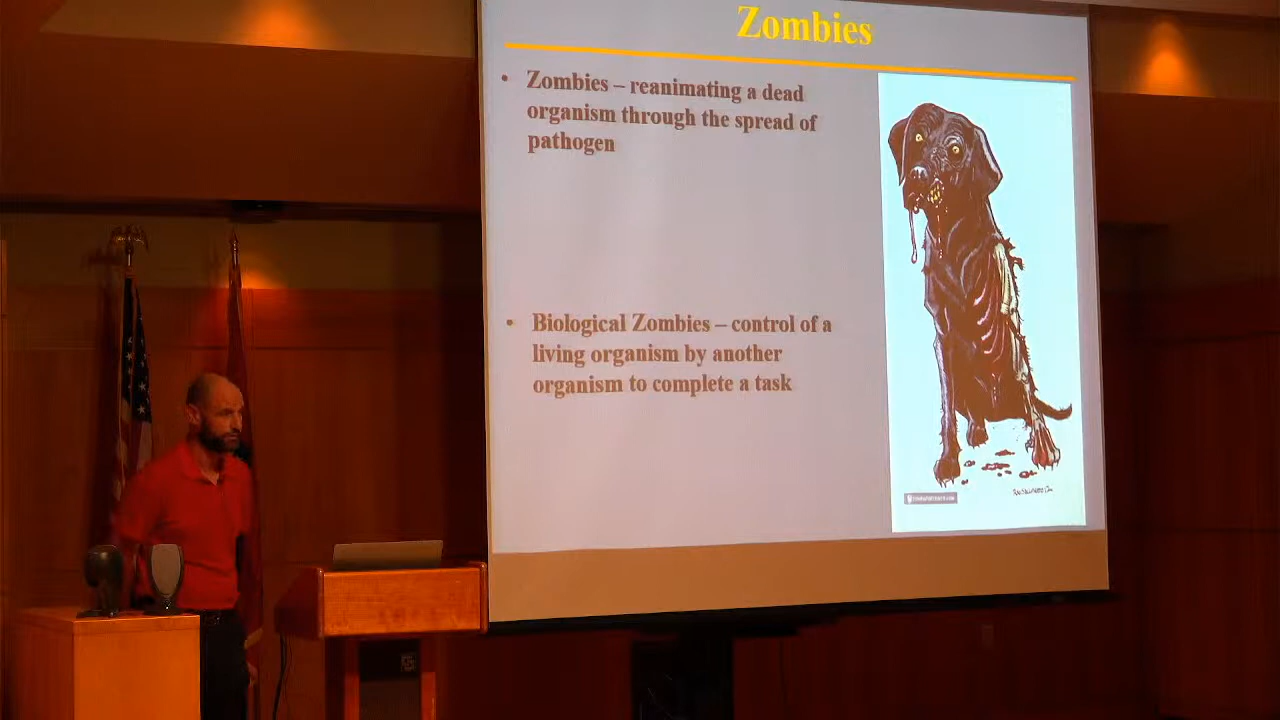 Zombies
• Zombies – reanimating a dead
organism through the spread of
pathogen
• Biological Zombies – control of a
living organism by another
organism to complete a task